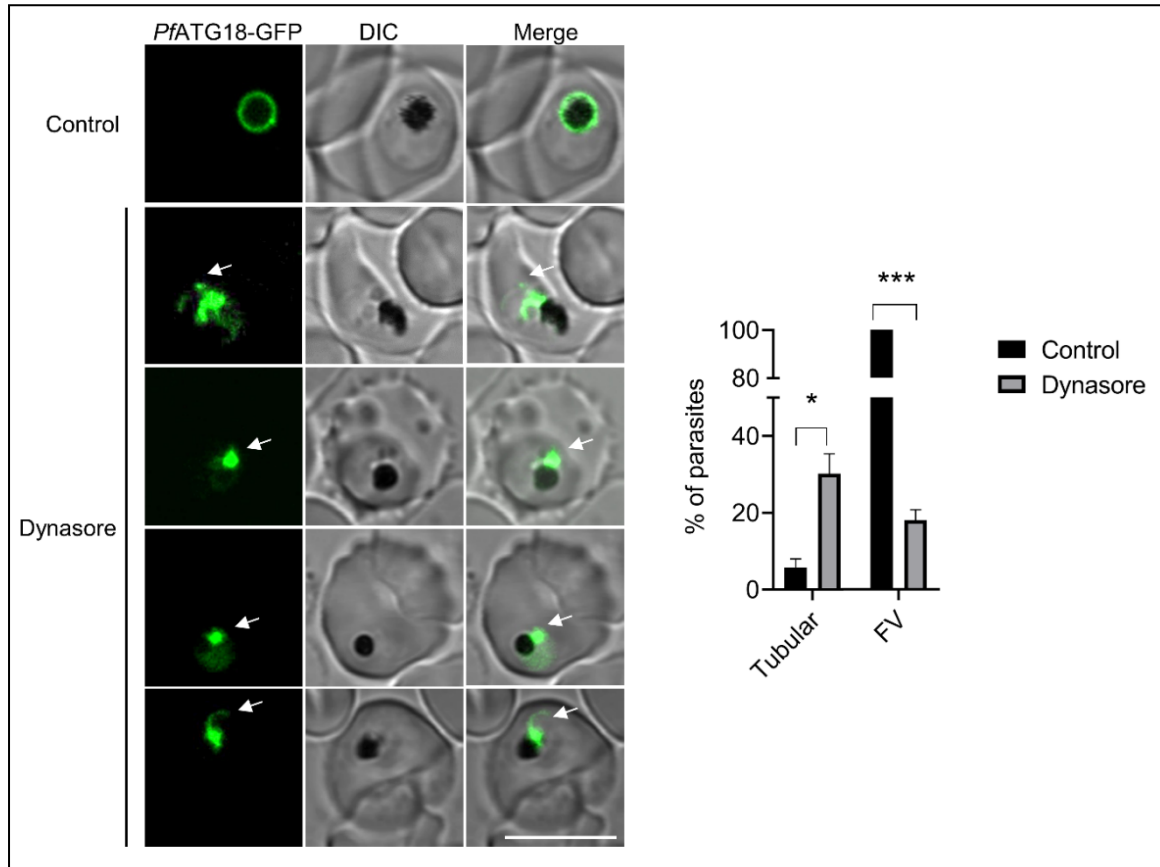 PfATG18-GFP DIC Merge
Control
Dynasore
***
*
100
80
40
20
0
% of parasites
Tubular
FV
Control
Dynasore